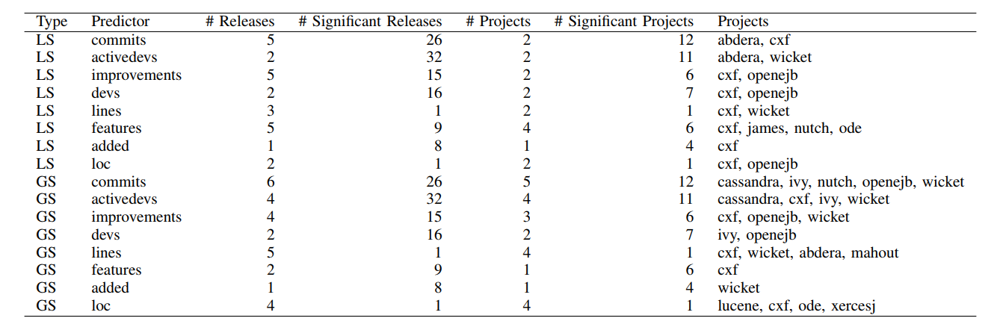 Type Predictor # Releases # Significant Releases # Projects # Significant Projects Projects
LS commits 5 26 2 12 abdera, cxf
LS activedevs 2 32 2 11 abdera, wicket
LS improvements 5 15 2 6 cxf, openejb
LS devs 2 16 2 7 cxf, openejb
LS lines 3 1 2 1 cxf, wicket
LS features 5 9 4 6 cxf, james, nutch, ode
LS added 1 8 1 4 cxf
LS loc 2 1 2 1 cxf, openejb
GS commits 6 26 5 12 cassandra, ivy, nutch, openejb, wicket
GS activedevs 4 32 4 11 cassandra, cxf, ivy, wicket
GS improvements 4 15 3 6 cxf, openejb, wicket
GS devs 2 16 2 7 ivy, openejb
GS lines 5 1 4 1 cxf, wicket, abdera, mahout
GS features 2 9 1 6 cxf
GS added 1 8 1 4 wicket
GS loc 4 1 4 1 lucene, cxf, ode, xercesj